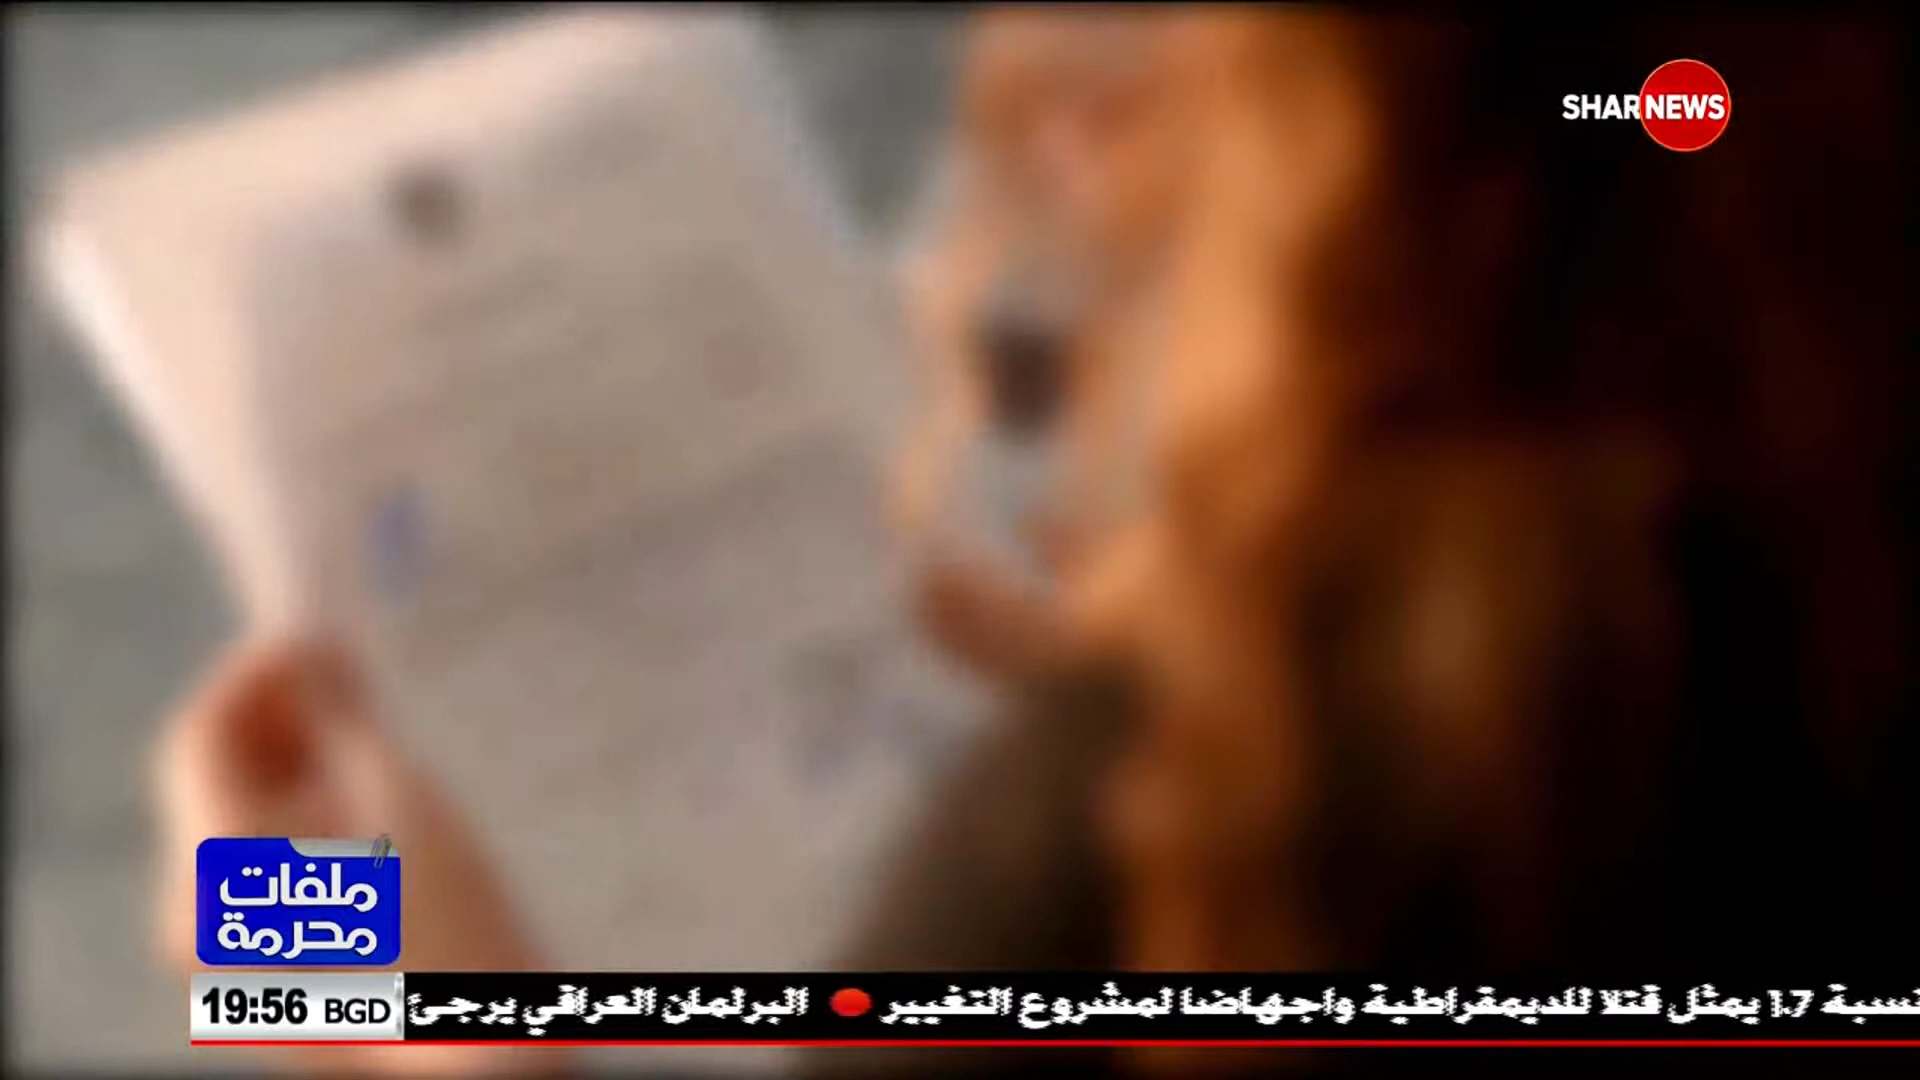 SHARNEWS
ملفات
محرمة
19:56 BGD
نسبة 1.7 يمثل قتلا للديمقراطية واجهاضا لمشروع التغيير ● البرلمان العراقي يرجئ